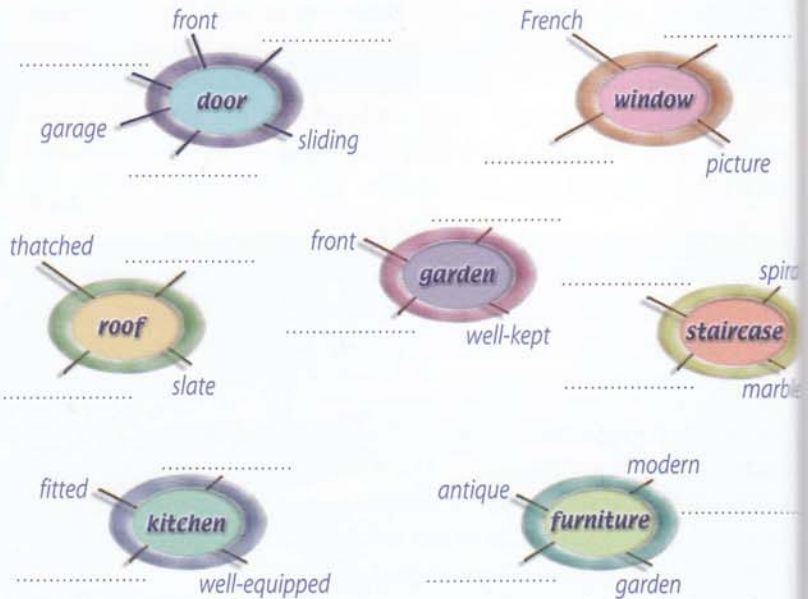 front
door
garage
sliding
French
window
picture
thatched
roof
slate
front
garden
well-kept
staircase
marble
fitted
kitchen
well-equipped
antique
modern
furniture
garden